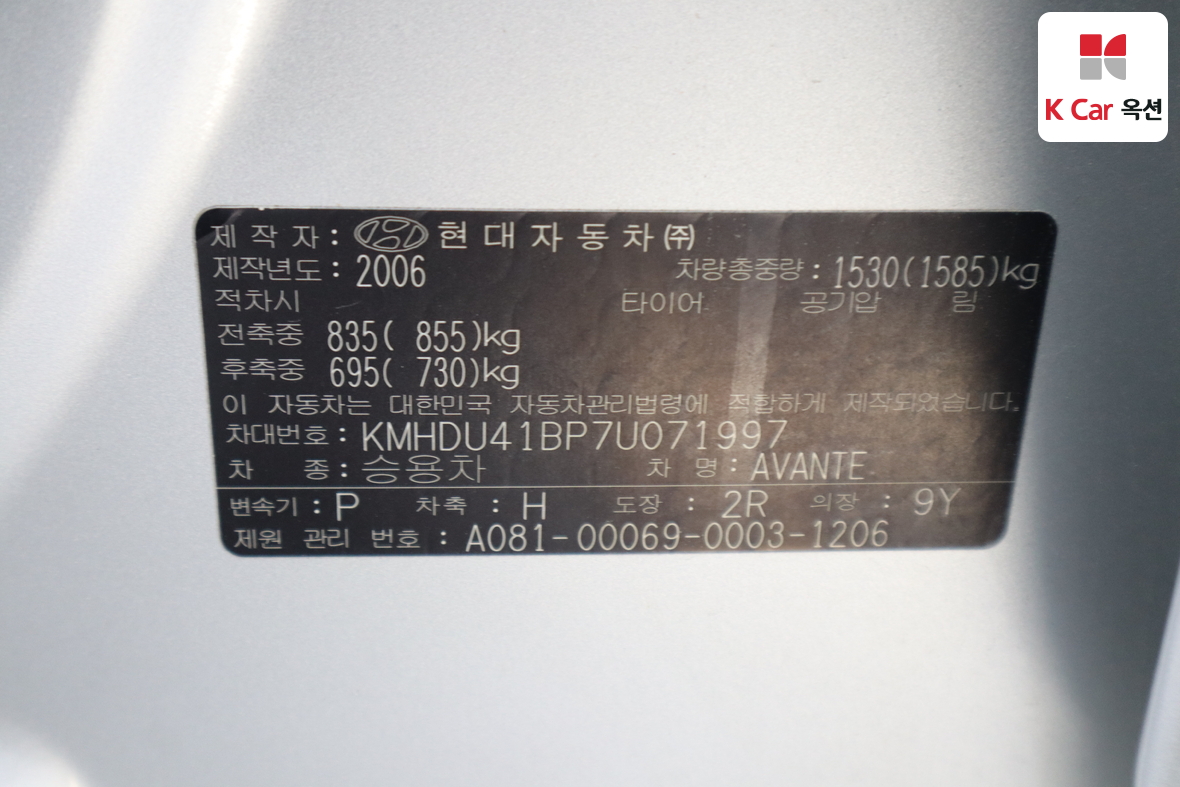 K Car 옥션
제 작 자 : 현 대 자 동 차 ㈜
제작년도 : 2006 차량총중량 : 1530(1585)kg
적차시 타이어 공기압 림
전축중 835( 855)kg
후축중 695( 730)kg
이 자동차는 대한민국 자동차관리법령에 적합하게 제작되었습니다.
차대번호 : KMHDU41BP7U071997
차 종 : 승용차 차 명 : AVANTE
변속기 : P 차축 : H 도장 : 2R 의장 : 9Y
제원 관리 번호 : A081-00069-0003-1206